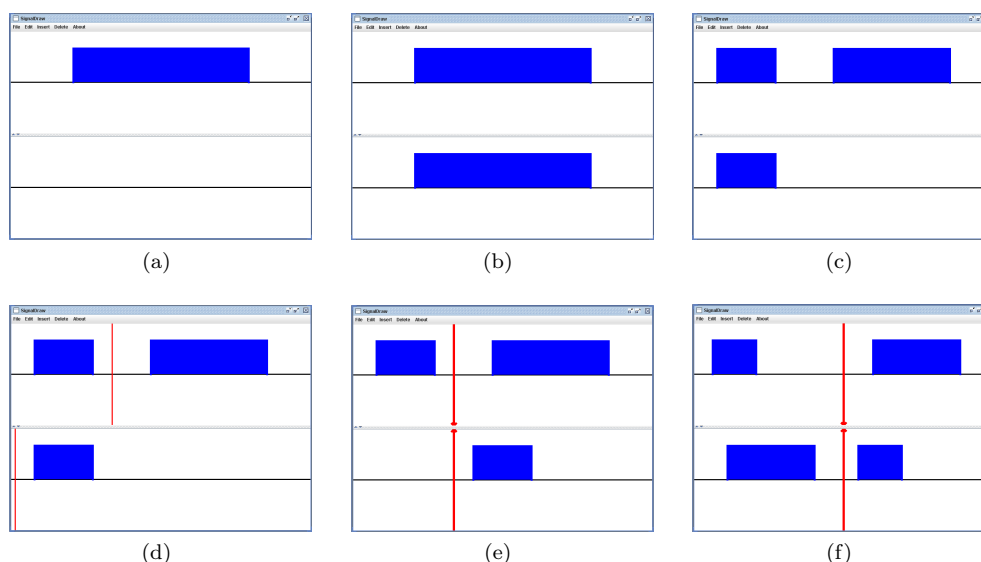 SignalDraw
File Edit Insert Delete About
SignalDraw
File Edit Insert Delete About
SignalDraw
File Edit Insert Delete About
(a)
(b)
(c)
SignalDraw
File Edit Insert Delete About
SignalDraw
File Edit Insert Delete About
SignalDraw
File Edit Insert Delete About
(d)
(e)
(f)